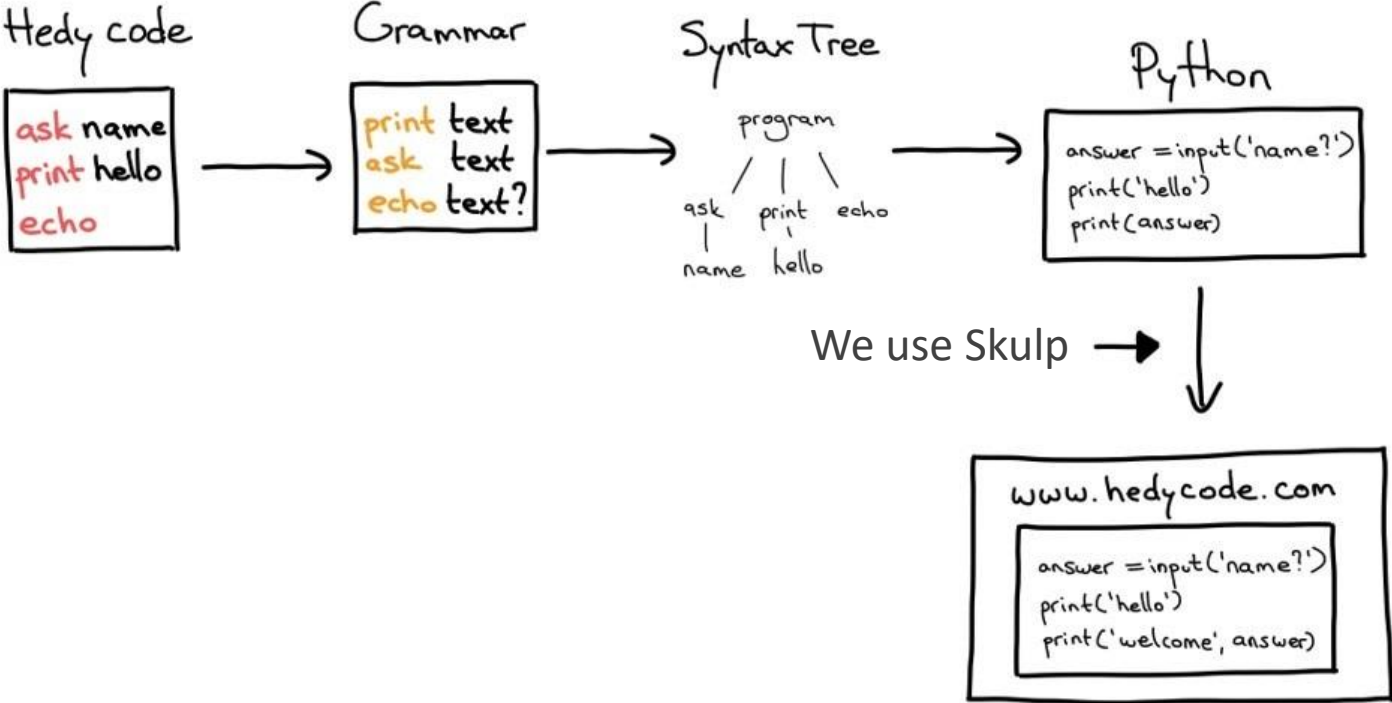 Hedy code
ask name
print hello
echo
Grammar
print text
ask text
echo text?
Syntax Tree
program
ask print echo
name hello
Python
answer =input('name?')
print('hello')
print(answer)
We use Skulp
www.hedycode.com
answer =input('name?')
print('hello')
print('welcome', answer)